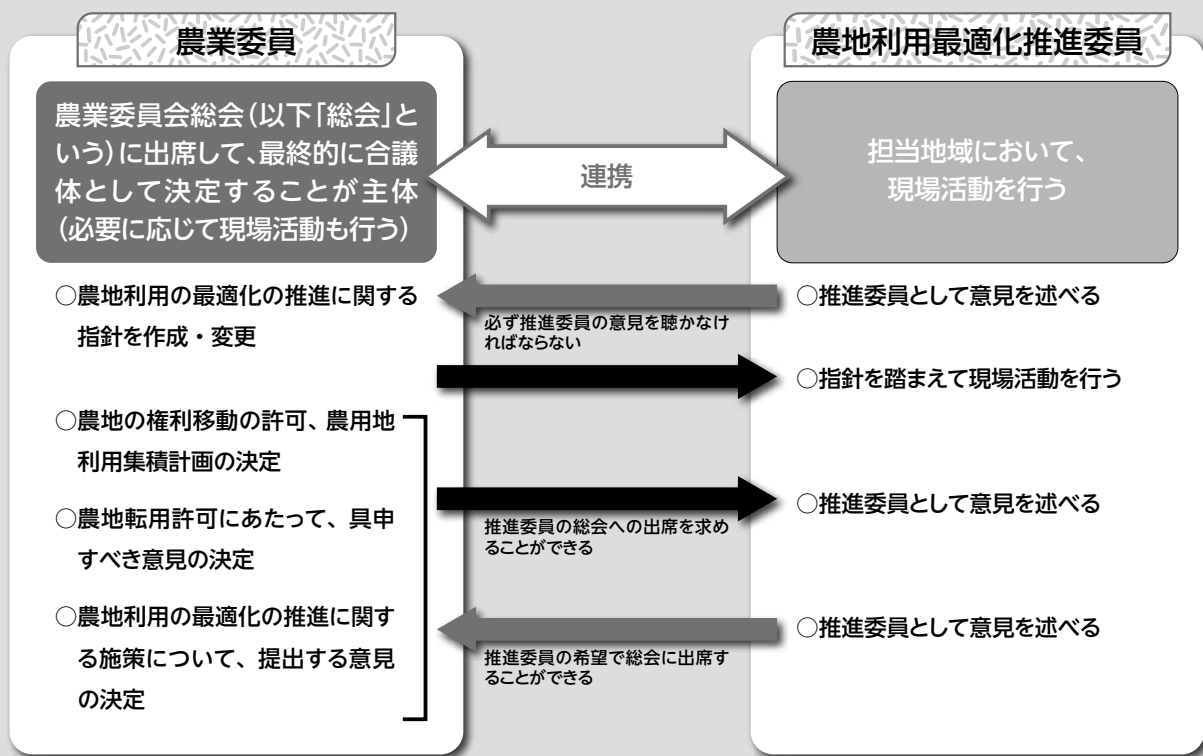 農業委員
農業委員会総会(以下「総会」と
いう)に出席して、最終的に合議
体として決定することが主体
(必要に応じて現場活動も行う)
○農地利用の最適化の推進に関する
指針を作成・変更
○農地の権利移動の許可、農用地
利用集積計画の決定
○農地転用許可にあたって、具申
すべき意見の決定
○農地利用の最適化の推進に関す
る施策について、提出する意見
の決定
連携
必ず推進委員の意見を聴かなけ
ればならない
推進委員の総会への出席を求め
ることができる
推進委員の希望で総会に出席す
ることができる
農地利用最適化推進委員
担当地域において、
現場活動を行う
○推進委員として意見を述べる
○指針を踏まえて現場活動を行う
○推進委員として意見を述べる
○推進委員として意見を述べる